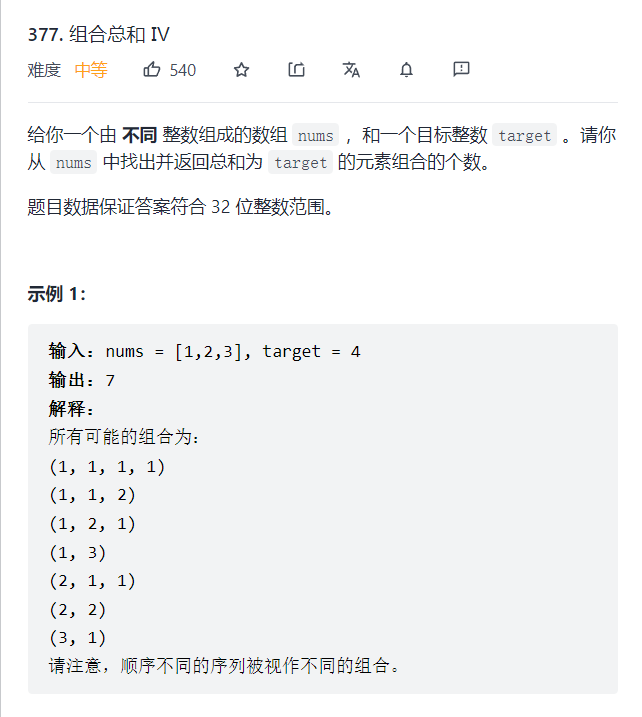 377. 组合总和 IV
难度 中等 540
给你一个由 不同 整数组成的数组 nums ，和一个目标整数 target 。请你
从 nums 中找出并返回总和为 target 的元素组合的个数。
题目数据保证答案符合 32 位整数范围。
示例 1：
输入：nums = [1,2,3], target = 4
输出：7
解释：
所有可能的组合为：
(1, 1, 1, 1)
(1, 1, 2)
(1, 2, 1)
(1, 3)
(2, 1, 1)
(2, 2)
(3, 1)
请注意，顺序不同的序列被视作不同的组合。